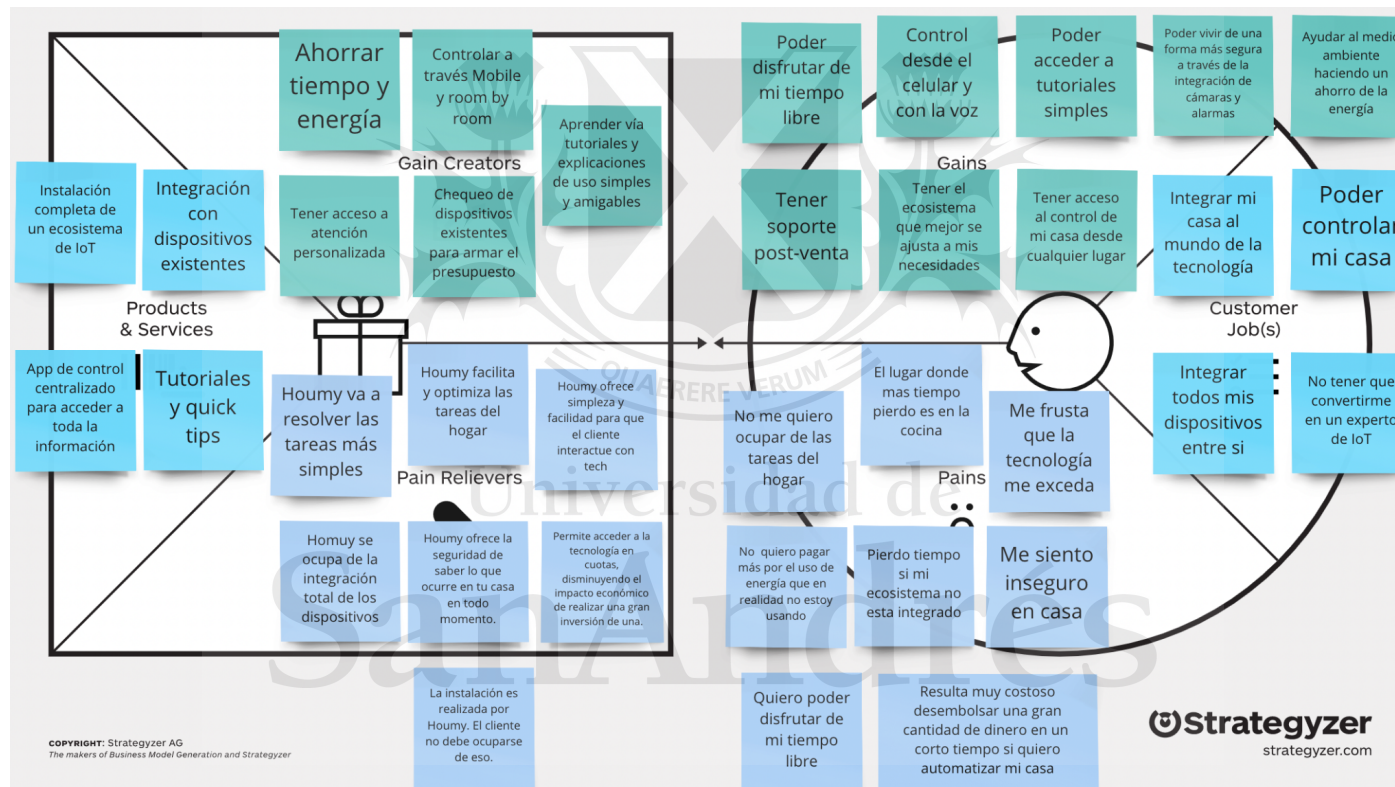 Ahorrar
tiempo y
energía
Controlar a
través Mobile
y room by
room
Aprender vía
tutoriales y
explicaciones
de uso simples
y amigables
Gain Creators
Instalación
completa de
un ecosistema
de IoT
Integración
con
dispositivos
existentes
Tener acceso a
atención
personalizada
Chequeo de
dispositivos
existentes
para armar el
presupuesto
Products
& Services
App de control
centralizado
para acceder a
toda la
información
Tutoriales
y quick
tips
Houmy va a
resolver las
tareas más
simples
Houmy facilita
y optimiza las
tareas del
hogar
Houmy ofrece
simpleza y
facilidad para que
el cliente
interactue con
tech
Pain Relievers
Homuy se
ocupa de la
integración
total de los
dispositivos
Houmy ofrece la
seguridad de
saber lo que
ocurre en tu casa
en todo
momento.
Permite acceder a la
tecnología en
cuotas,
disminuyendo el
impacto económico
de realizar una gran
inversión de una.
La instalación es
realizada por
Houmy. El cliente
no debe ocuparse
de eso.
Poder
disfrutar de
mi tiempo
libre
Control
desde el
celular y
con la voz
Poder
acceder a
tutoriales
simples
Poder vivir de una
forma más segura
a través de la
integración de
cámaras y
alarmas
Ayudar al medio
ambiente
haciendo un
ahorro de la
energía
Gains
Tener
soporte
post-venta
Tener el
ecosistema
que mejor se
ajusta a mis
necesidades
Tener acceso
al control de
mi casa desde
cualquier lugar
Integrar mi
casa al
mundo de la
tecnología
Poder
controlar
mi casa
Customer
Job(s)
Integrar
todos mis
dispositivos
entre si
No tener que
convertirme
en un experto
de IoT
No me quiero
ocupar de las
tareas del
hogar
El lugar donde
mas tiempo
pierdo es en la
cocina
Me frusta
que la
tecnología
me exceda
Pains
No quiero pagar
más por el uso de
energía que en
realidad no estoy
usando
Pierdo tiempo
si mi
ecosistema no
esta integrado
Me siento
inseguro
en casa
Quiero poder
disfrutar de
mi tiempo
libre
Resulta muy costoso
desembolsar una gran
cantidad de dinero en un
corto tiempo si quiero
automatizar mi casa
COPYRIGHT: Strategyzer AG
The makers of Business Model Generation and Strategyzer
Strategyzer
strategyzer.com
QUAERERE VERUM
Universidad de
SanAndrés